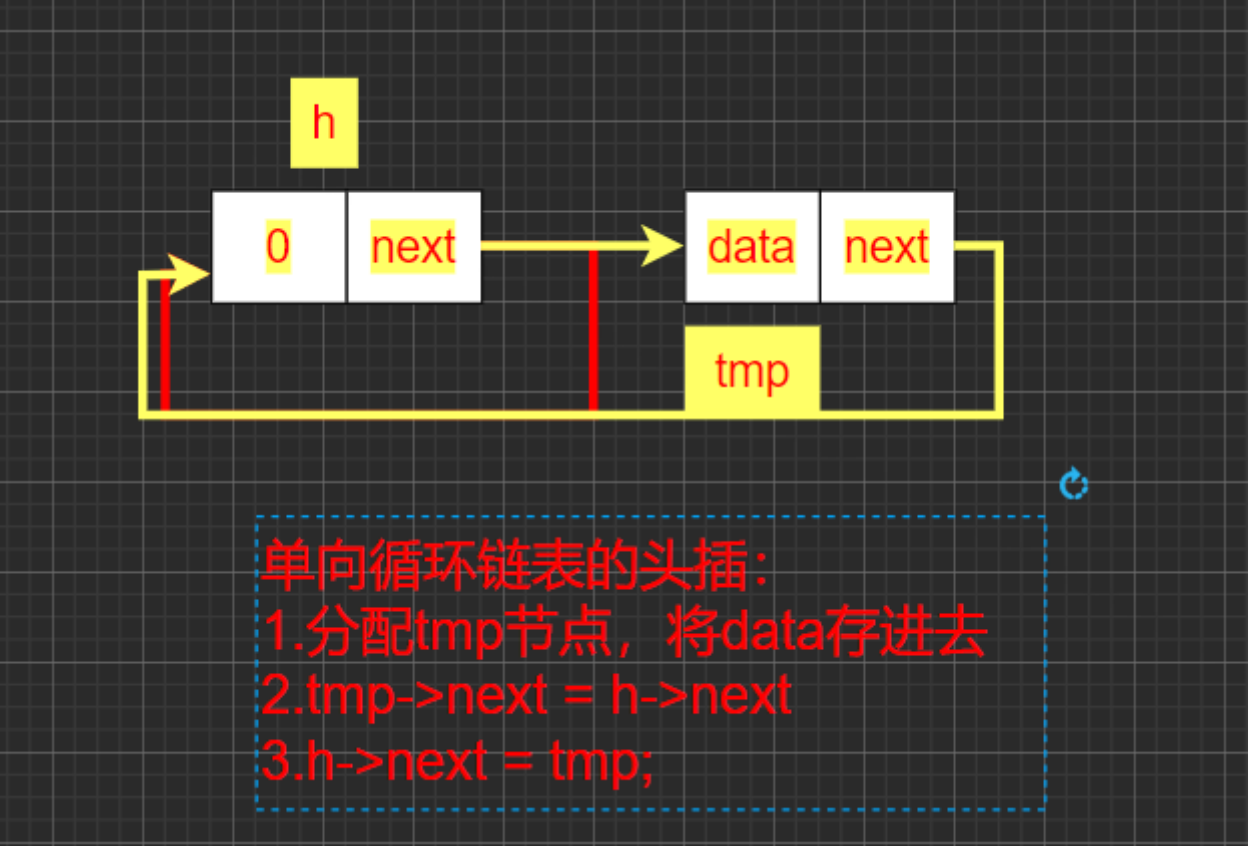 h
0 next data next
tmp
单向循环链表的头插：
1.分配tmp节点，将data存进去
2.tmp->next = h->next
3.h->next = tmp;